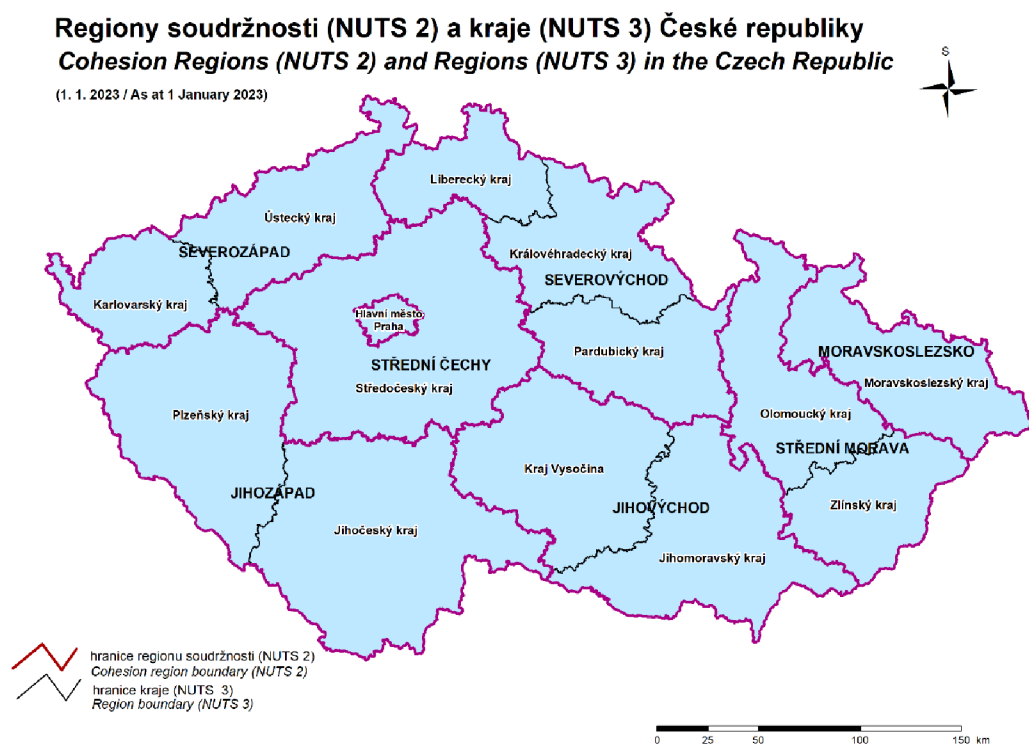 Regiony soudržnosti (NUTS 2) a kraje (NUTS 3) České republiky
Cohesion Regions (NUTS 2) and Regions (NUTS 3) in the Czech Republic
(1. 1. 2023 / As at 1 January 2023)
S
Liberecký kraj
Ústecký kraj
SEVEROZÁPAD
Královéhradecký kraj
SEVEROVÝCHOD
Karlovarský kraj
Hlavní město
Praha
Pardubický kraj
MORAVSKOSLEZSKO
STŘEDNÍ ČECHY
Středočeský kraj
Moravskoslezský kraj
Plzeňský kraj
Olomoucký kraj
STŘEDNÍ MORAVA
Kraj Vysočina
JIHOZÁPAD
JIHOVÝCHOD
Zlínský kraj
Jihočeský kraj
Jihomoravský kraj
hranice regionu soudržnosti (NUTS 2)
Cohesion region boundary (NUTS 2)
hranice kraje (NUTS 3)
Region boundary (NUTS 3)
0 25 50 100 150 km